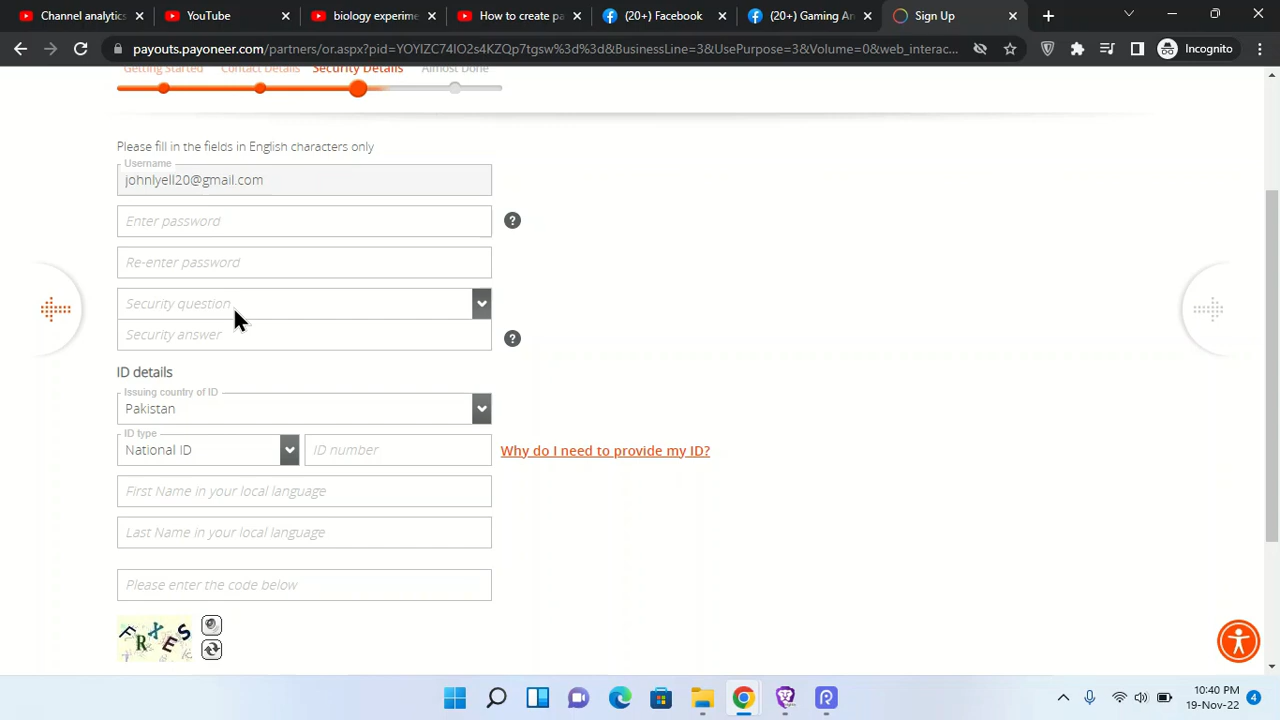 Channel analytics
YouTube
biology experime
How to create pa
(20+) Facebook
(20+) Gaming Ar
Sign Up
payouts.payoneer.com/partners/or.aspx?pid=YOYIZC74IO2s4KZQp7tgsw%3d%3d&BusinessLine=3&UsePurpose=3&Volume=0&web_interac...
Incognito
Getting Started
Contact Details
Security Details
Almost Done
Please fill in the fields in English characters only
Username
johnlyell20@gmail.com
Enter password
?
Re-enter password
Security question
Security answer
?
ID details
Issuing country of ID
Pakistan
ID type
National ID
ID number
Why do I need to provide my ID?
First Name in your local language
Last Name in your local language
Please enter the code below
FRXES
10:40 PM
19-Nov-22
4